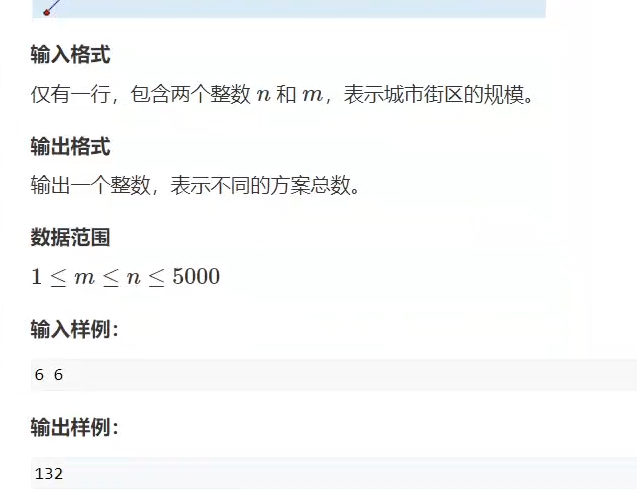 输入格式
仅有一行，包含两个整数 n 和 m，表示城市街区的规模。
输出格式
输出一个整数，表示不同的方案总数。
数据范围
1 ≤ m ≤ n ≤ 5000
输入样例：
6 6
输出样例：
132